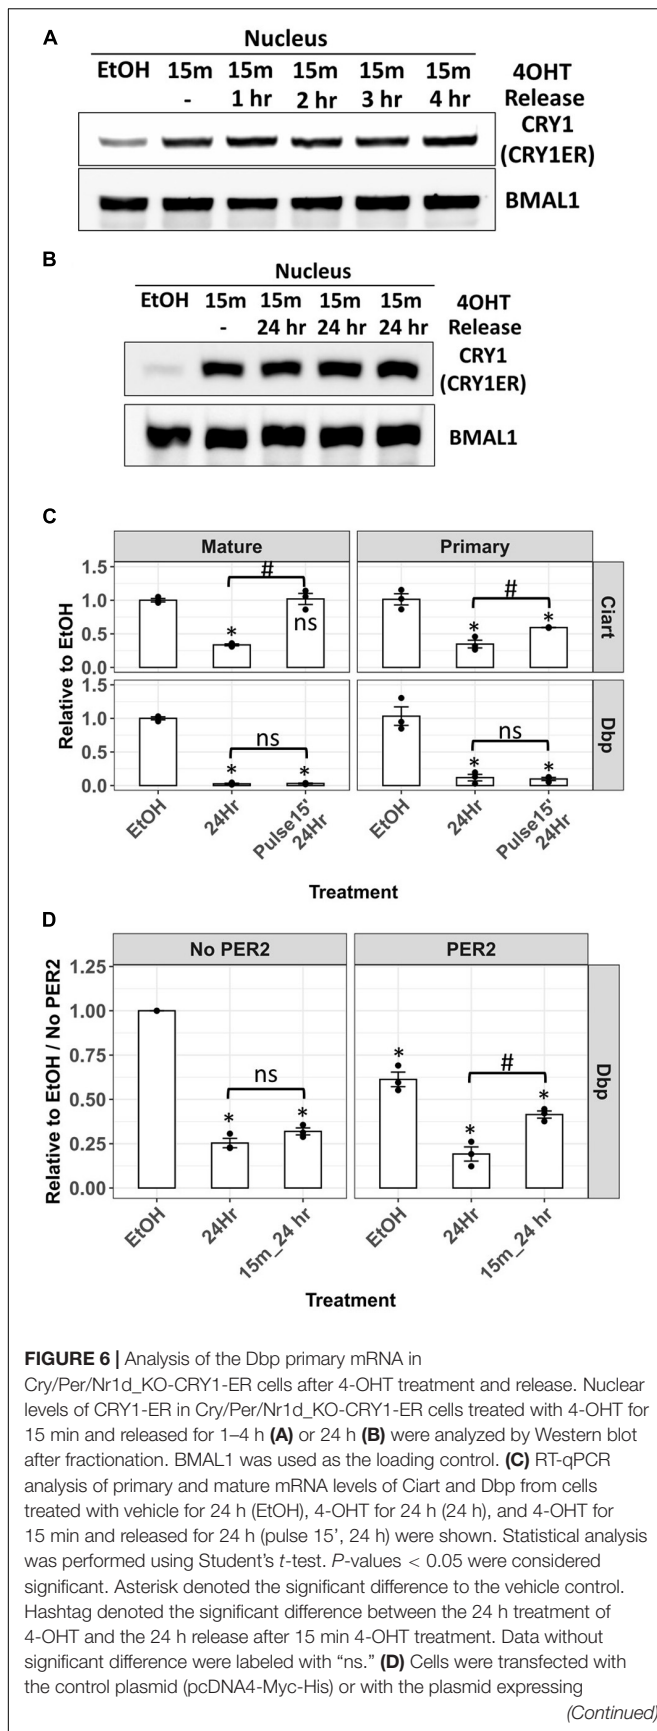 A
Nucleus
EtOH 15m 15m 15m 15m 15m 4OHT
- 1 hr 2 hr 3 hr 4 hr Release
CRY1
(CRY1ER)
BMAL1
B
Nucleus
EtOH 15m 15m 15m 15m 4OHT
- 24 hr 24 hr 24 hr Release
CRY1
(CRY1ER)
BMAL1
C
Mature Primary
Relative to EtOH
1.5
1.0
0.5
0.0
# * ns
# * *
Ciart
1.5
1.0
0.5
0.0
ns * *
ns * *
Dbp
EtOH 24Hr Pulse15' 24Hr EtOH 24Hr Pulse15' 24Hr
Treatment
D
No PER2 PER2
Relative to EtOH / No PER2
1.25
1.00
0.75
0.50
0.25
0.00
ns * *
* # * *
Dbp
EtOH 24Hr 15m_24 hr EtOH 24Hr 15m_24 hr
Treatment
FIGURE 6 | Analysis of the Dbp primary mRNA in
Cry/Per/Nr1d_KO-CRY1-ER cells after 4-OHT treatment and release. Nuclear
levels of CRY1-ER in Cry/Per/Nr1d_KO-CRY1-ER cells treated with 4-OHT for
15 min and released for 1–4 h (A) or 24 h (B) were analyzed by Western blot
after fractionation. BMAL1 was used as the loading control. (C) RT-qPCR
analysis of primary and mature mRNA levels of Ciart and Dbp from cells
treated with vehicle for 24 h (EtOH), 4-OHT for 24 h (24 h), and 4-OHT for
15 min and released for 24 h (pulse 15’, 24 h) were shown. Statistical analysis
was performed using Student’s t-test. P-values < 0.05 were considered
significant. Asterisk denoted the significant difference to the vehicle control.
Hashtag denoted the significant difference between the 24 h treatment of
4-OHT and the 24 h release after 15 min 4-OHT treatment. Data without
significant difference were labeled with “ns.” (D) Cells were transfected with
the control plasmid (pcDNA4-Myc-His) or with the plasmid expressing
(Continued)